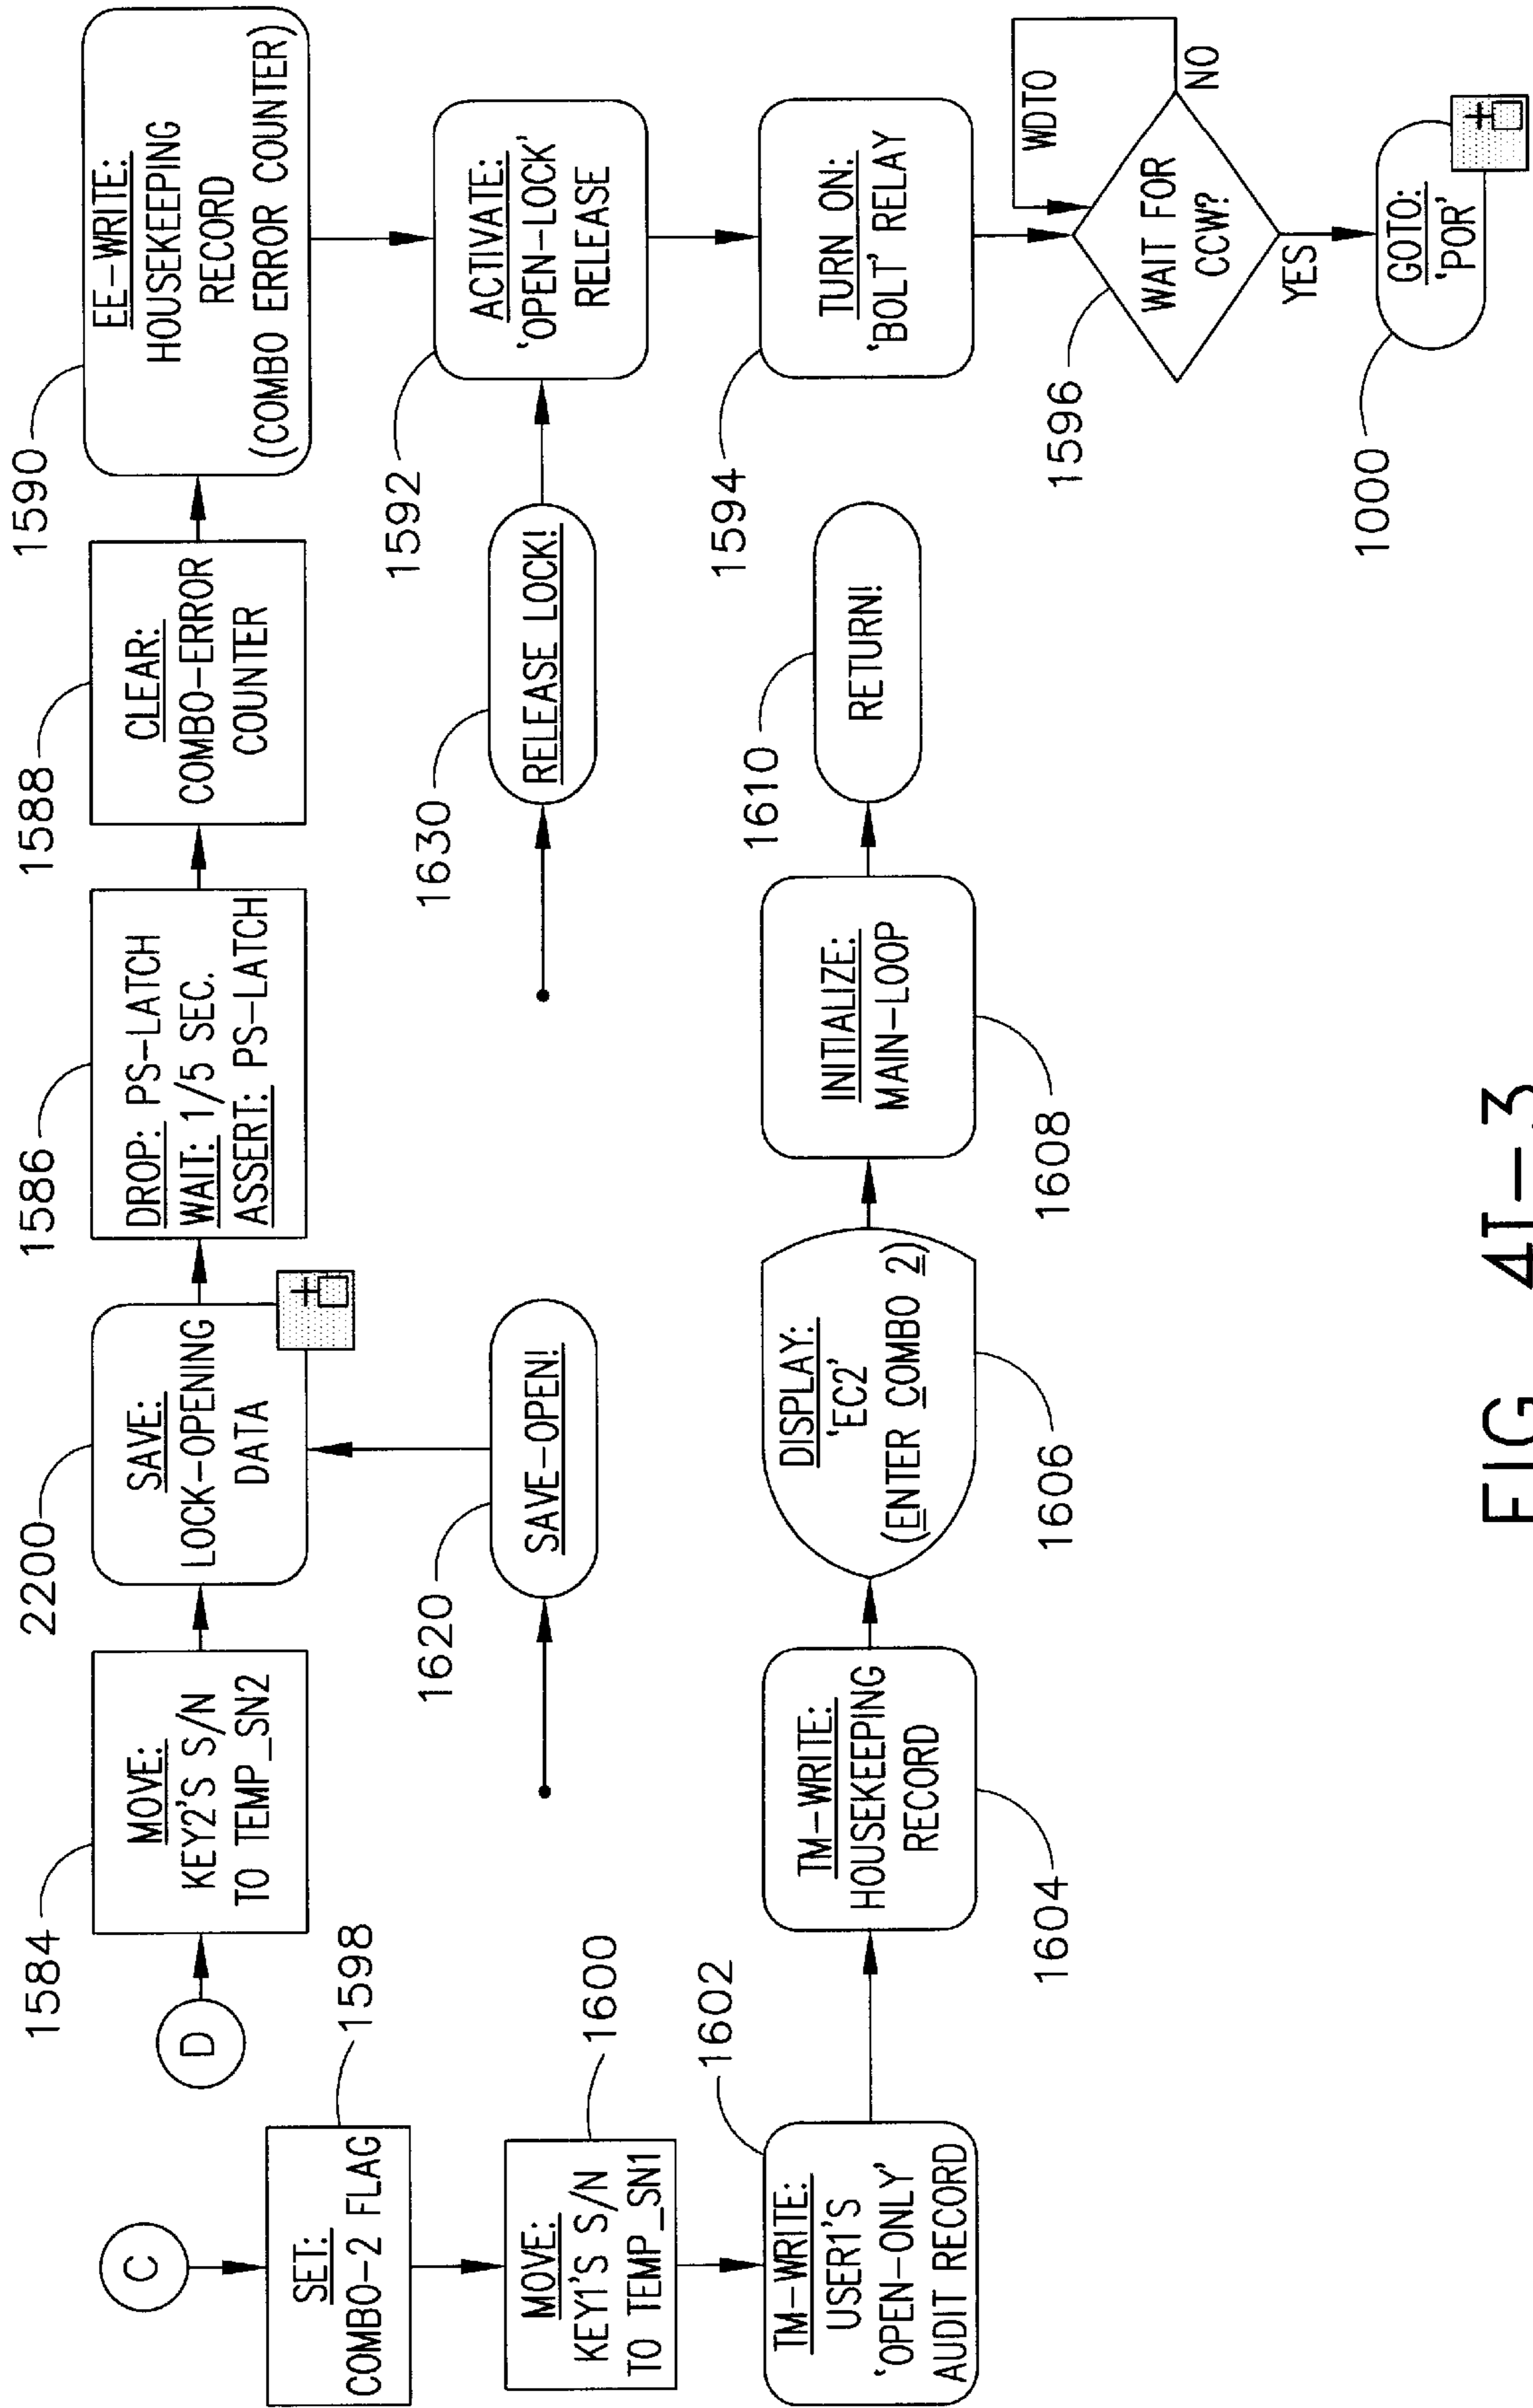 D
1584
MOVE:
KEY2'S S/N
TO TEMP_SN2
2200
SAVE:
LOCK-OPENING
DATA
1586
DROP: PS-LATCH
WAIT: 1/5 SEC.
ASSERT: PS-LATCH
1588
CLEAR:
COMBO-ERROR
COUNTER
1590
EE-WRITE:
HOUSEKEEPING
RECORD
(COMBO ERROR COUNTER)
1620
SAVE-OPEN!
1630
RELEASE LOCK!
1592
ACTIVATE:
'OPEN-LOCK'
RELEASE
1594
TURN ON:
'BOLT' RELAY
1596
WAIT FOR
CCW?
WDTO
NO
YES
1000
GOTO:
'POR'
C
1598
SET:
COMBO-2 FLAG
1600
MOVE:
KEY1'S S/N
TO TEMP_SN1
1602
TM-WRITE:
USER1'S
'OPEN-ONLY'
AUDIT RECORD
1604
TM-WRITE:
HOUSEKEEPING
RECORD
1606
DISPLAY:
'EC2'
(ENTER COMBO 2)
1608
INITIALIZE:
MAIN-LOOP
1610
RETURN!
FIG. 4I-3